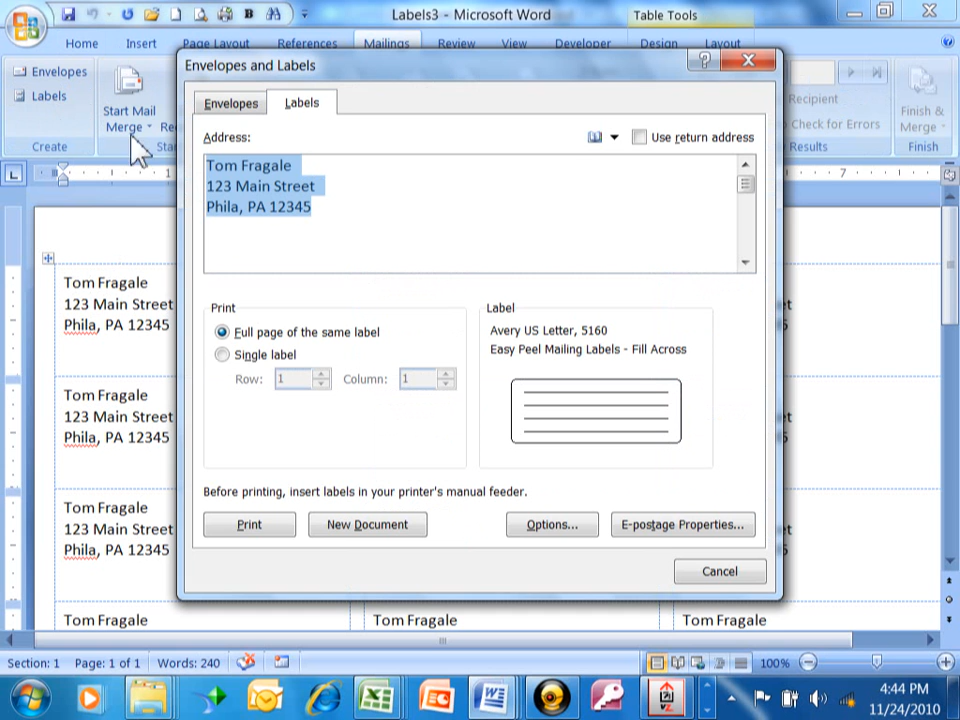 Labels3 - Microsoft Word
Table Tools
Home Insert Page Layout References Mailings Review View Developer Design Layout
Envelopes
Labels
Create
Start Mail
Merge
Recipient
Check for Errors
Results
Finish &
Merge
Finish
Envelopes and Labels
Envelopes Labels
Address:
Use return address
Tom Fragale
123 Main Street
Phila, PA 12345
Print
Full page of the same label
Single label
Row: 1 Column: 1
Label
Avery US Letter, 5160
Easy Peel Mailing Labels - Fill Across
Before printing, insert labels in your printer's manual feeder.
Print New Document Options... E-postage Properties...
Cancel
1
7
Tom Fragale
123 Main Street
Phila, PA 12345
Tom Fragale
123 Main Street
Phila, PA 12345
Tom Fragale
123 Main Street
Phila, PA 12345
Tom Fragale Tom Fragale Tom Fragale
Section: 1 Page: 1 of 1 Words: 240 100%
4:44 PM
11/24/2010